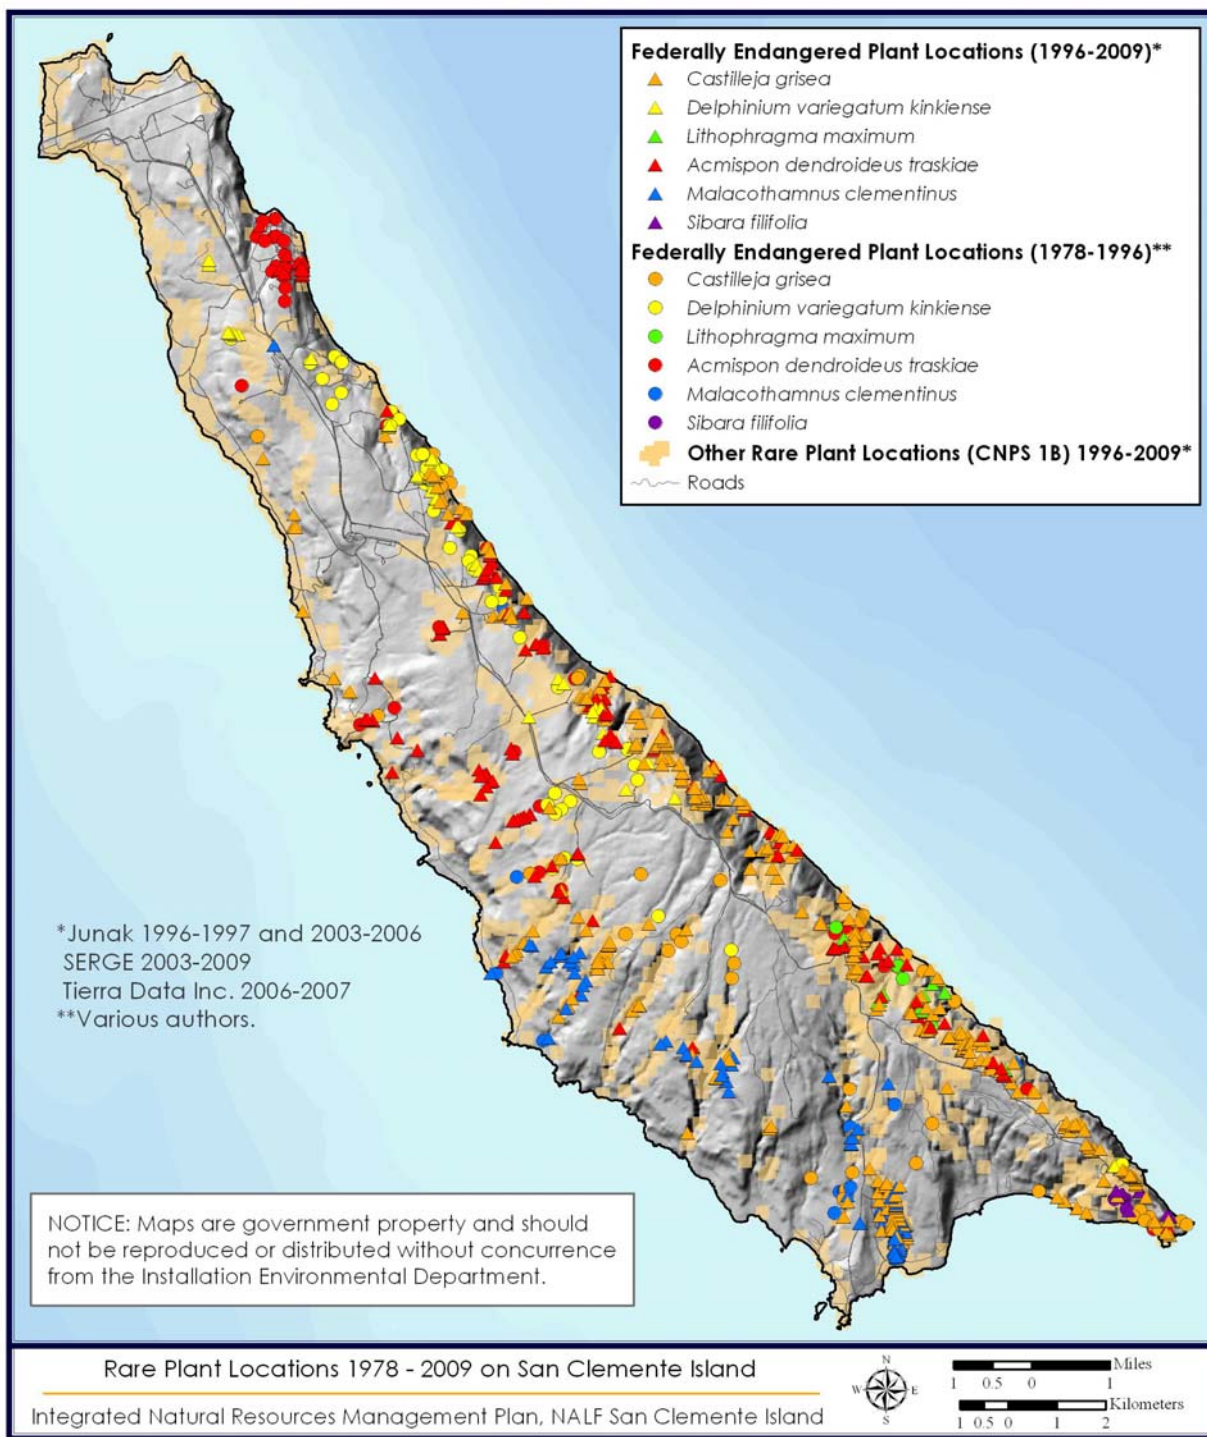 Federally Endangered Plant Locations (1996-2009)*
Castilleja grisea
Delphinium variegatum kinkiense
Lithophragma maximum
Acmispon dendroideus traskiae
Malacothamnus clementinus
Sibara filifolia
Federally Endangered Plant Locations (1978-1996)**
Castilleja grisea
Delphinium variegatum kinkiense
Lithophragma maximum
Acmispon dendroideus traskiae
Malacothamnus clementinus
Sibara filifolia
Other Rare Plant Locations (CNPS 1B) 1996-2009*
Roads
*Junak 1996-1997 and 2003-2006
SERGE 2003-2009
Tierra Data Inc. 2006-2007
**Various authors.
NOTICE: Maps are government property and should
not be reproduced or distributed without concurrence
from the Installation Environmental Department.
Rare Plant Locations 1978 - 2009 on San Clemente Island
Integrated Natural Resources Management Plan, NALF San Clemente Island
N
W E
S
Miles
1 0.5 0 1
Kilometers
1 0.5 0 1 2